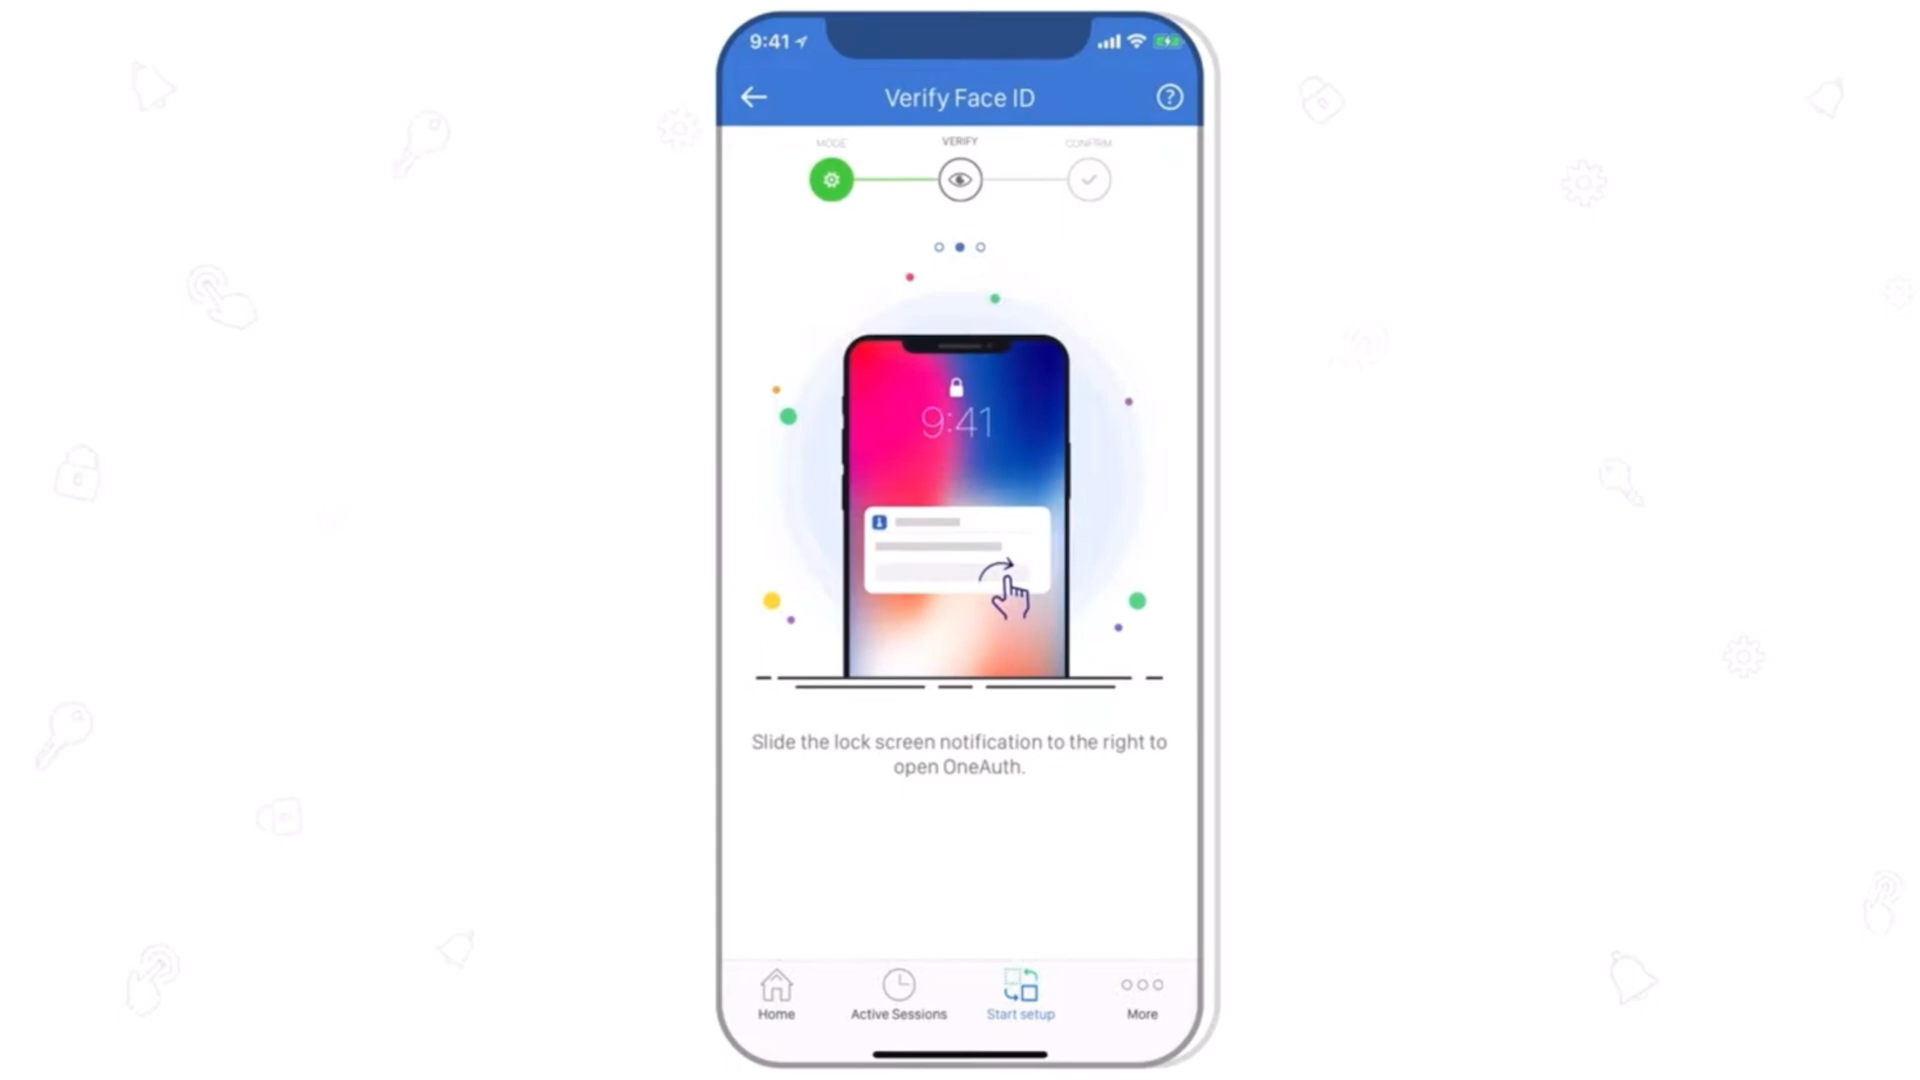 9:41
Verify Face ID
MODE
VERIFY
CONFIRM
9:41
Slide the lock screen notification to the right to
open OneAuth.
Home
Active Sessions
Start setup
More